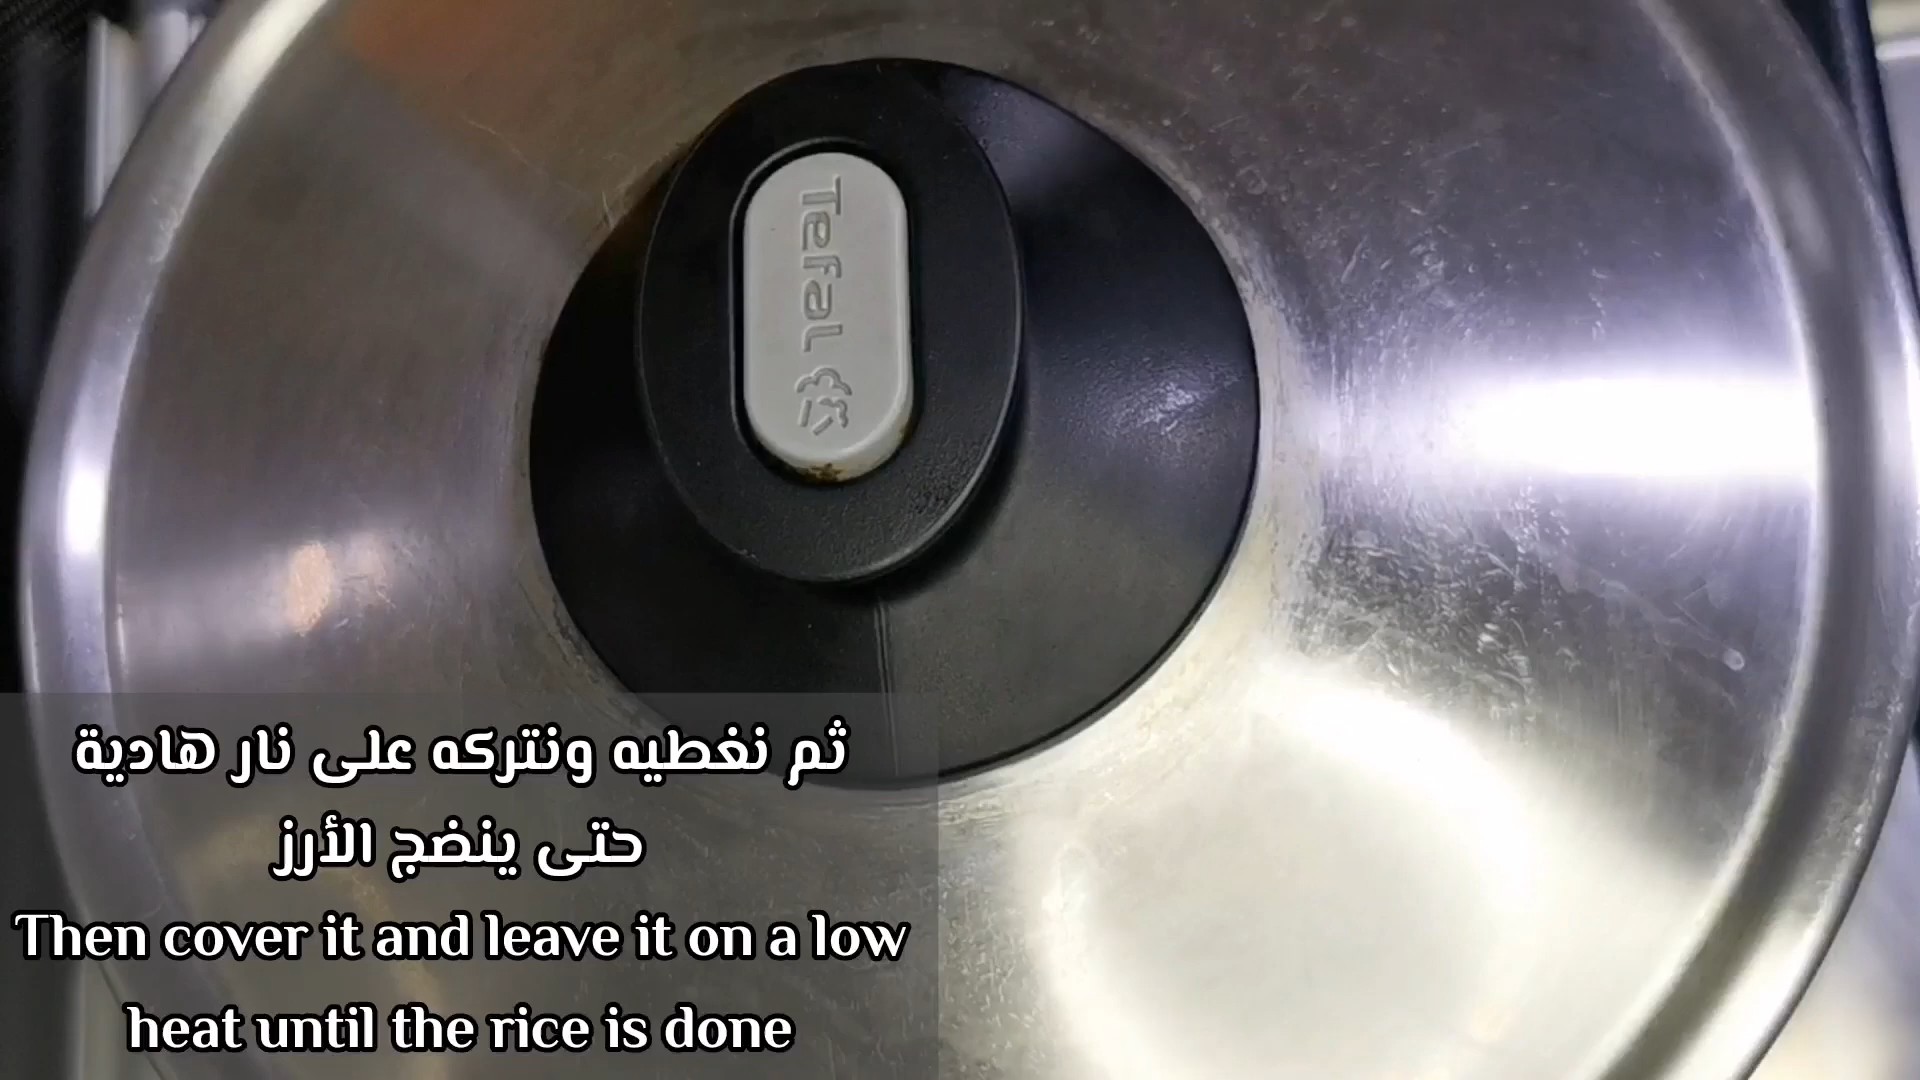 Tefal
ثم نغطيه ونتركه على نار هادية
حتى ينضج الأرز
Then cover it and leave it on a low
heat until the rice is done